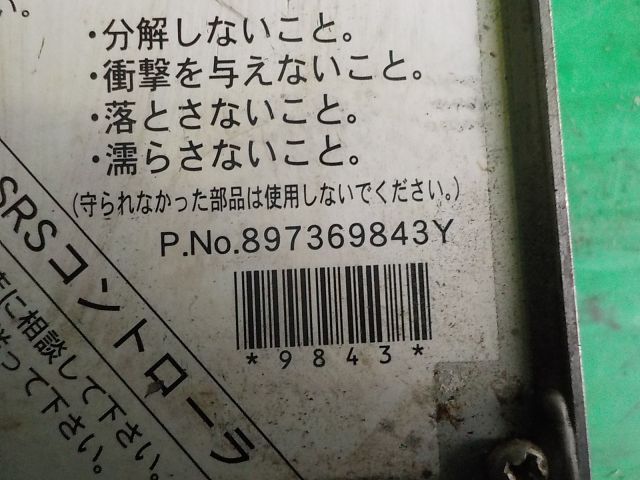 い。
・分解しないこと。
・衝撃を与えないこと。
・落とさないこと。
・濡らさないこと。
(守られなかった部品は使用しないでください。)
P.No.897369843Y
*9843*
SRSコントローラ
に相談して下さい。
従って下さい。